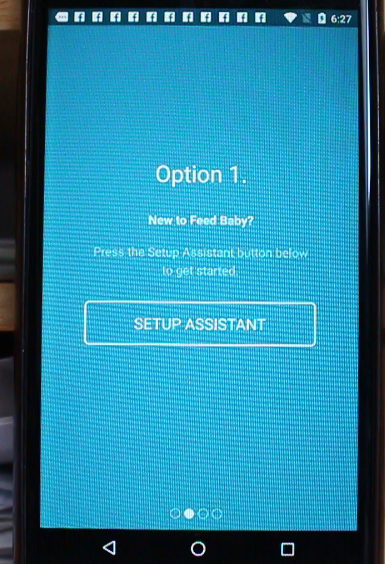 6:27
Option 1.
New to Feed Baby?
Press the Setup Assistant button below
to get started.
SETUP ASSISTANT